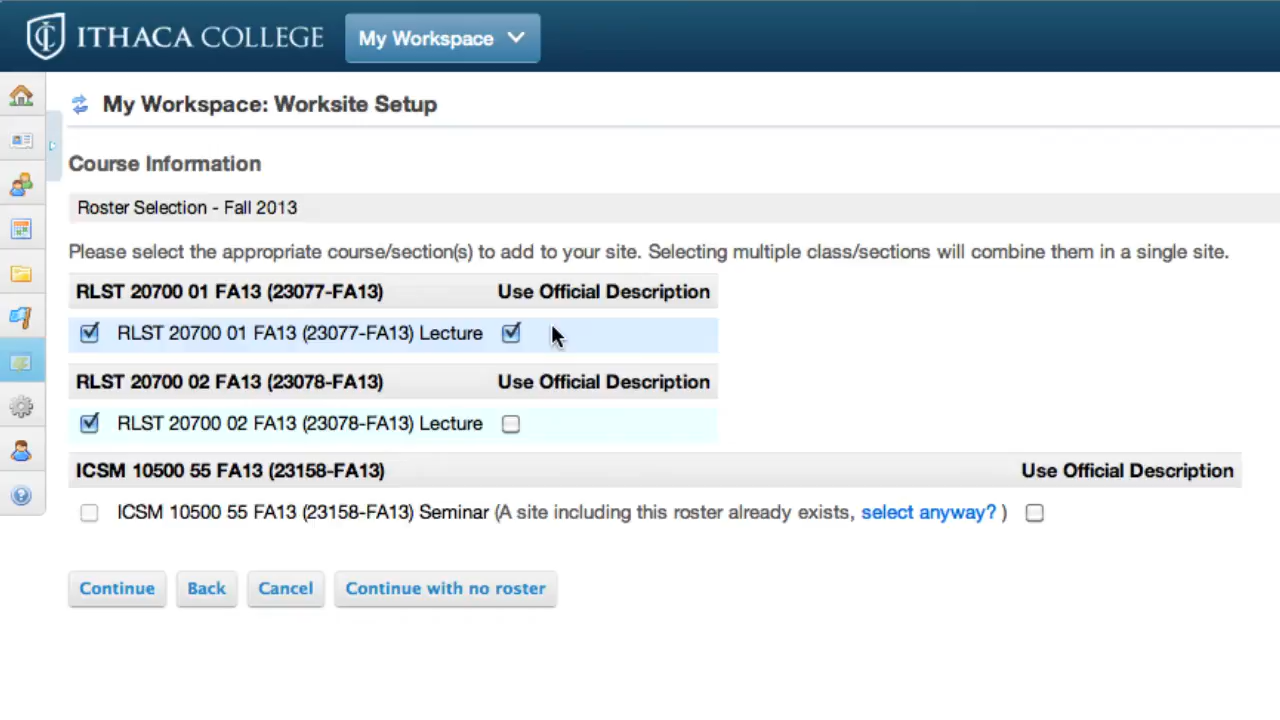 ITHACA COLLEGE My Workspace
My Workspace: Worksite Setup
Course Information
Roster Selection - Fall 2013
Please select the appropriate course/section(s) to add to your site. Selecting multiple class/sections will combine them in a single site.
RLST 20700 01 FA13 (23077-FA13) Use Official Description
RLST 20700 01 FA13 (23077-FA13) Lecture
RLST 20700 02 FA13 (23078-FA13) Use Official Description
RLST 20700 02 FA13 (23078-FA13) Lecture
ICSM 10500 55 FA13 (23158-FA13) Use Official Description
ICSM 10500 55 FA13 (23158-FA13) Seminar (A site including this roster already exists, select anyway? )
Continue Back Cancel Continue with no roster